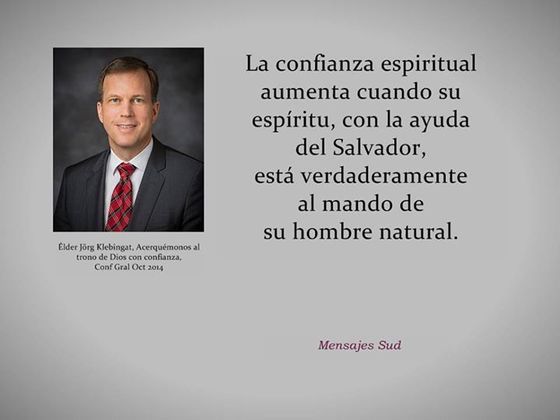 La confianza espiritual
aumenta cuando su
espíritu, con la ayuda
del Salvador,
está verdaderamente
al mando de
su hombre natural.
Élder Jörg Klebingat, Acerquémonos al
trono de Dios con confianza,
Conf Gral Oct 2014
Mensajes Sud